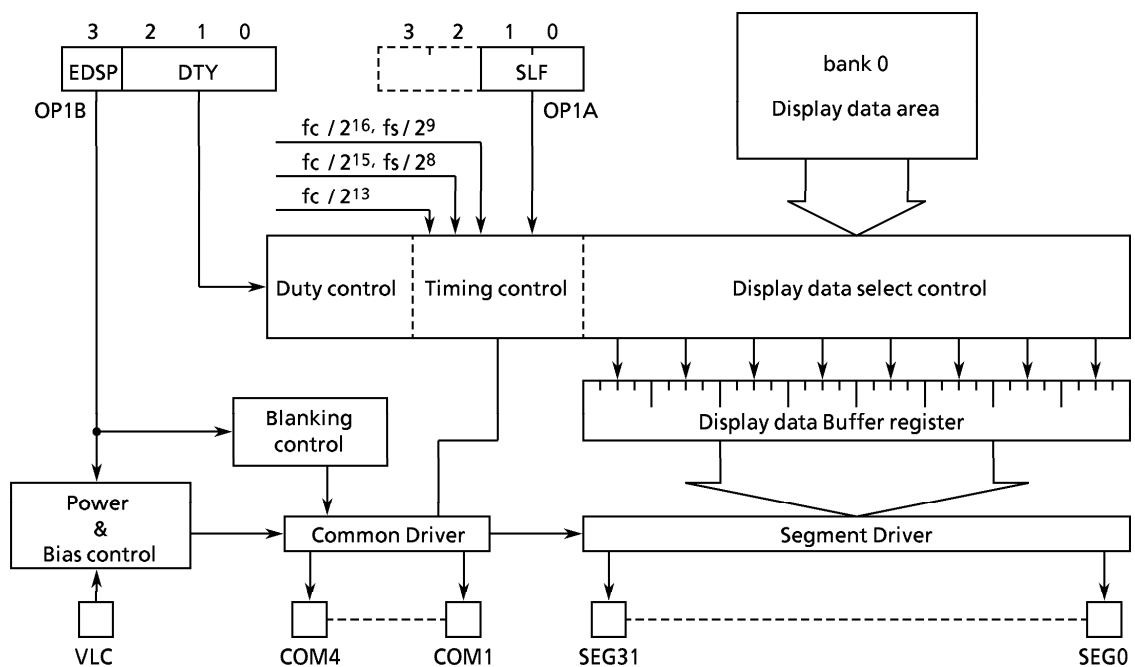 3 2 1 0
EDSP DTY
OP1B
3 2 1 0
SLF
OP1A
bank 0
Display data area
fc / 2¹⁶, fs / 2⁹
fc / 2¹⁵, fs / 2⁸
fc / 2¹³
Duty control
Timing control
Display data select control
Display data Buffer register
Blanking
control
Power
&
Bias control
Common Driver
Segment Driver
VLC
COM4
COM1
SEG31
SEG0